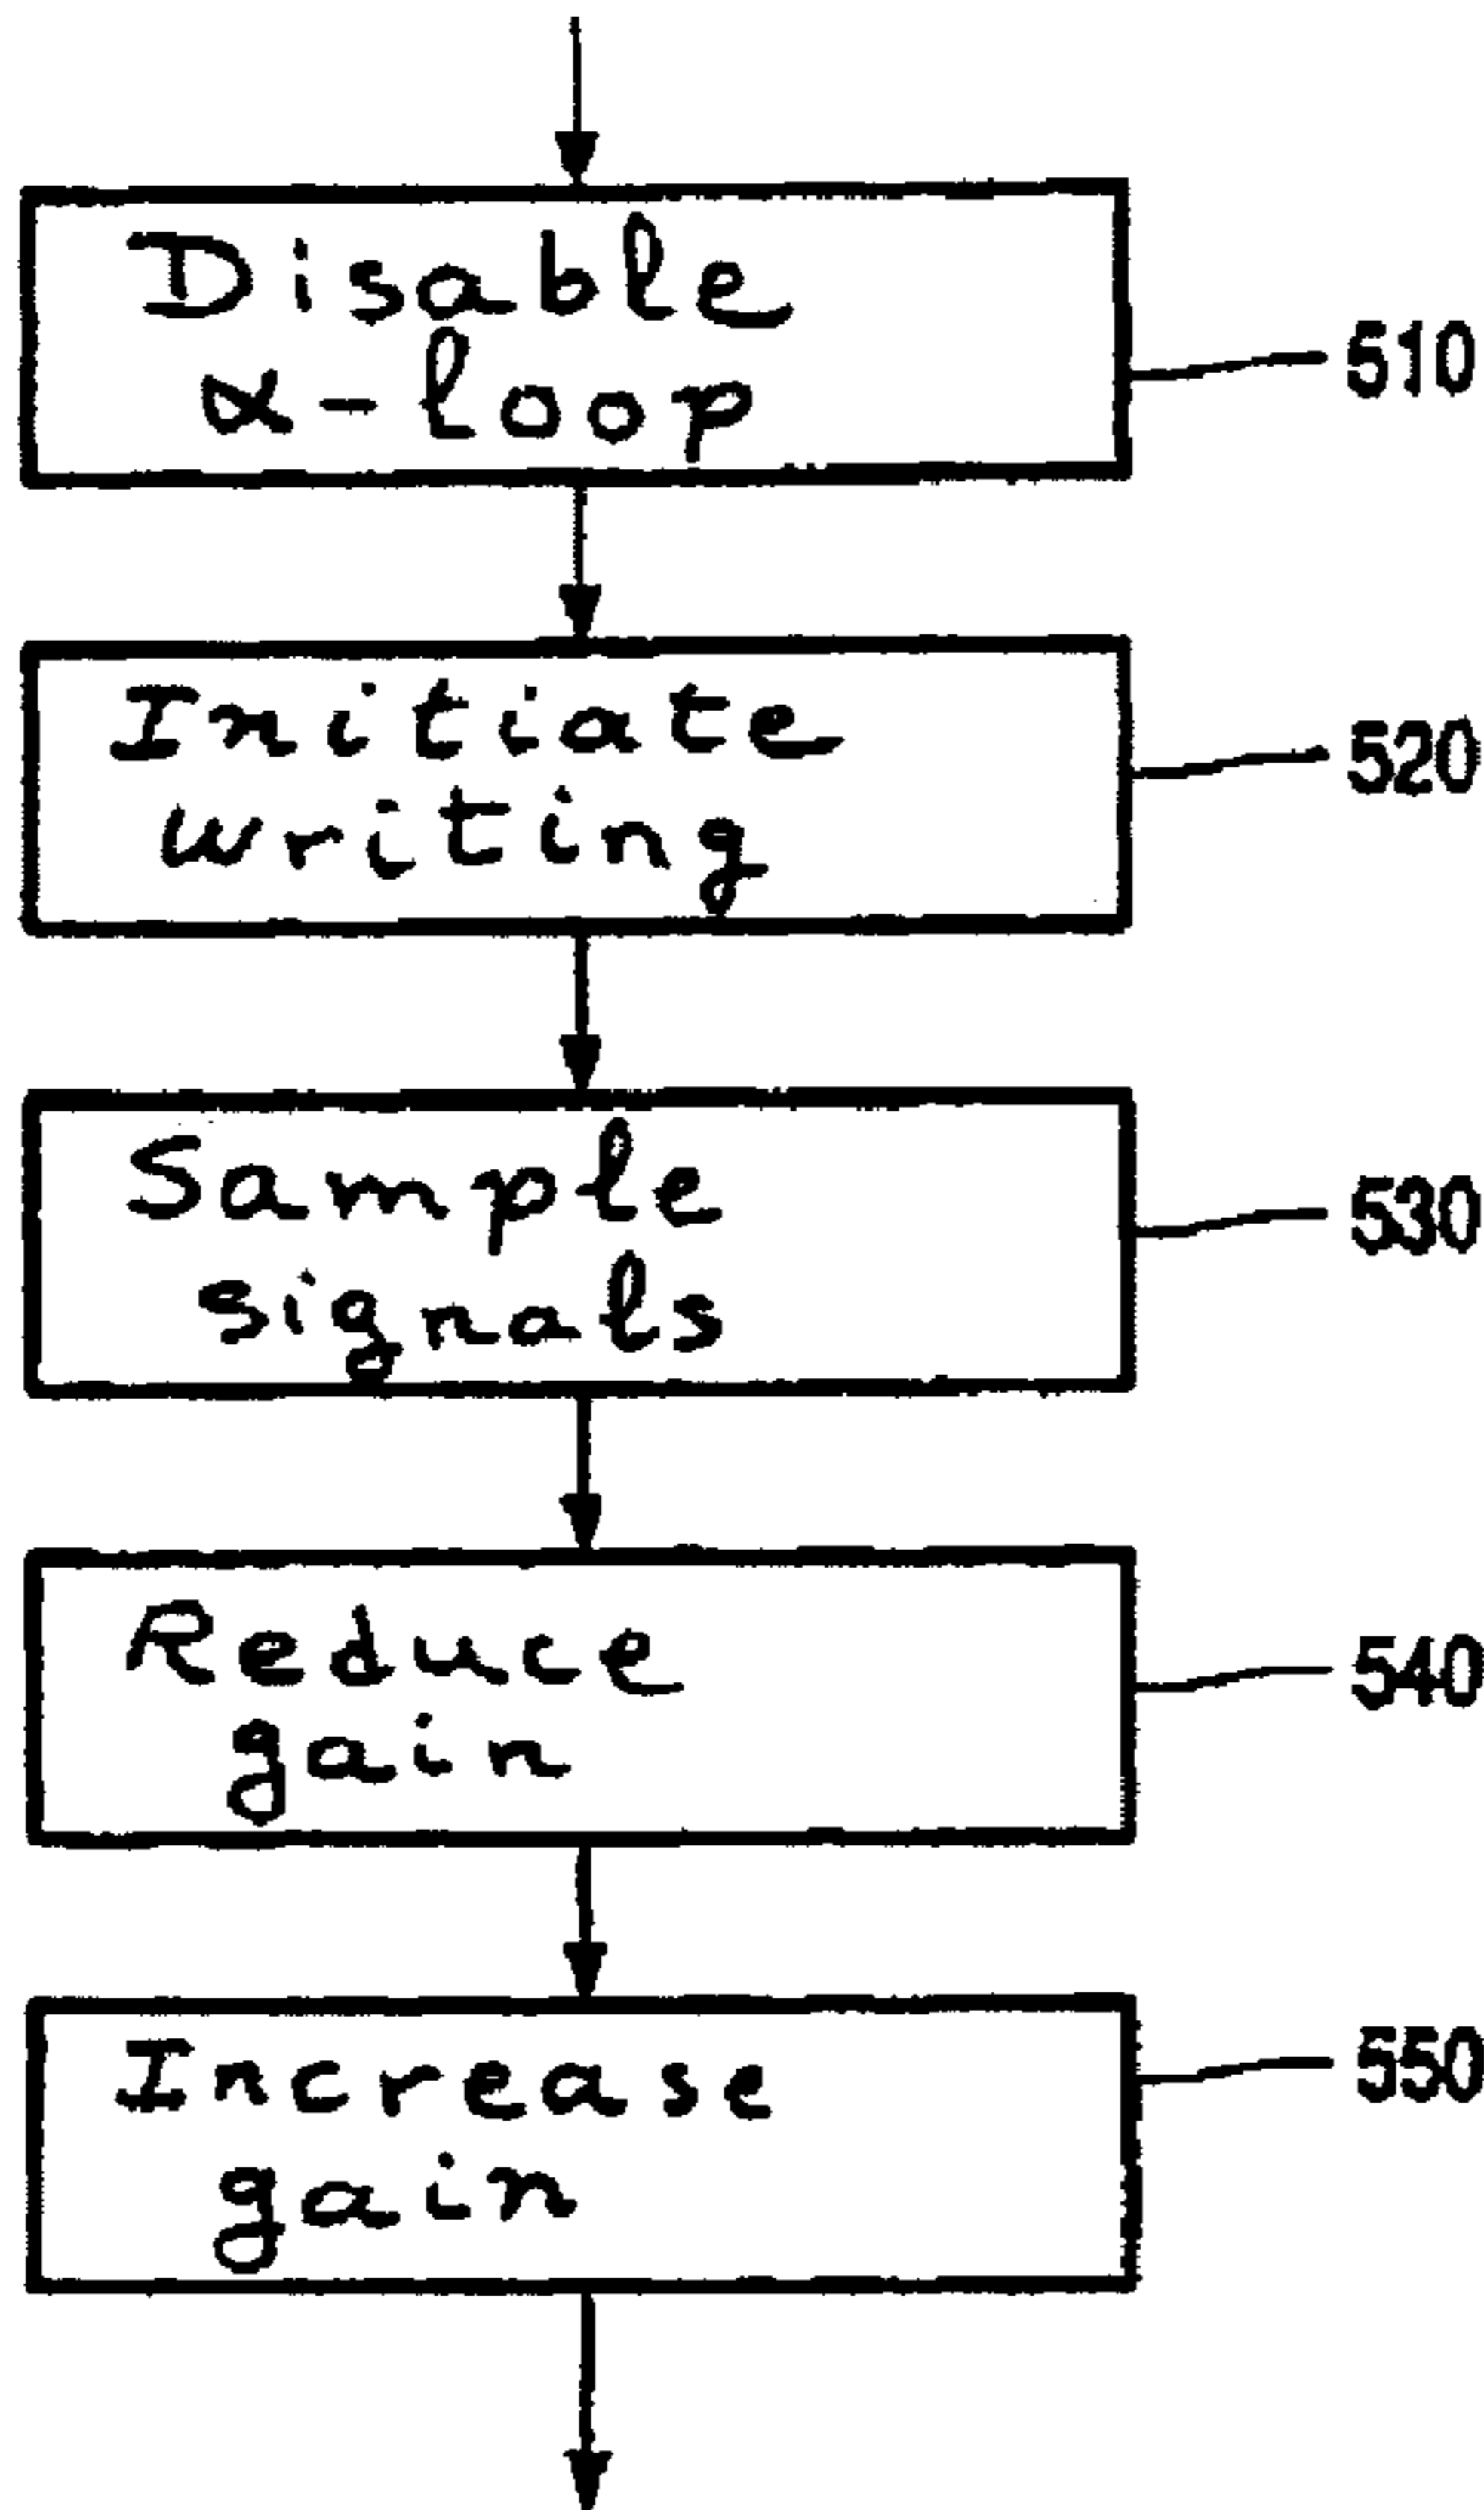 Disable
α-loop
510
Initiate
writing
520
Sample
signals
530
Reduce
gain
540
Increase
gain
550